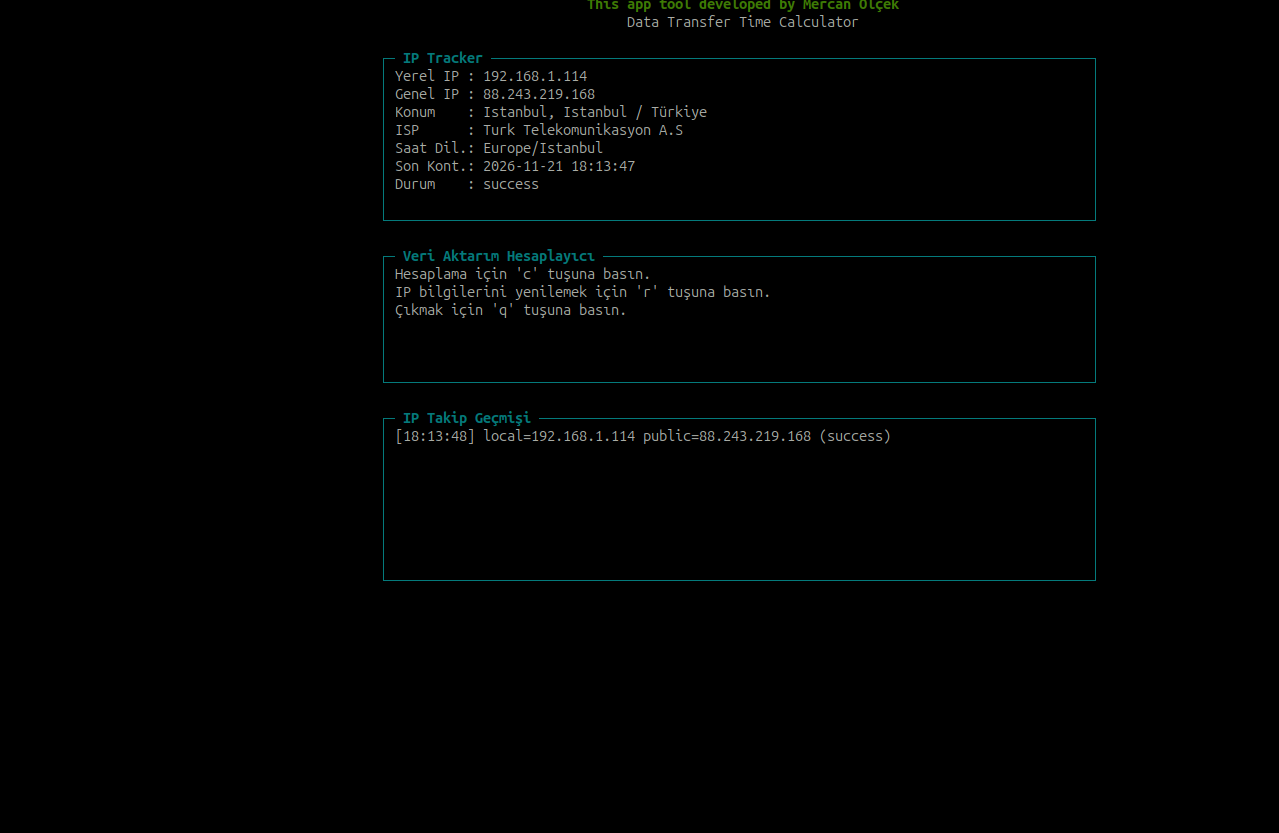 This app tool developed by Mercan Ölçek
Data Transfer Time Calculator
IP Tracker
Yerel IP : 192.168.1.114
Genel IP : 88.243.219.168
Konum    : Istanbul, Istanbul / Türkiye
ISP      : Turk Telekomunikasyon A.S
Saat Dil.: Europe/Istanbul
Son Kont.: 2026-11-21 18:13:47
Durum    : success
Veri Aktarım Hesaplayıcı
Hesaplama için 'c' tuşuna basın.
IP bilgilerini yenilemek için 'r' tuşuna basın.
Çıkmak için 'q' tuşuna basın.
IP Takip Geçmişi
[18:13:48] local=192.168.1.114 public=88.243.219.168 (success)